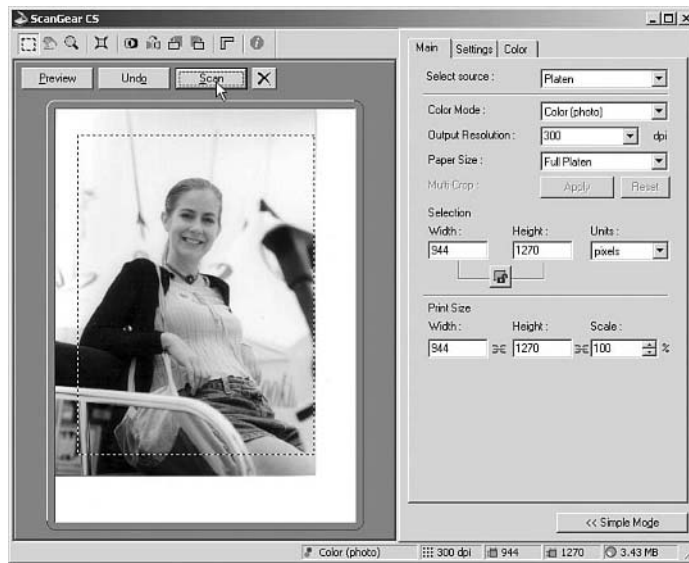 ScanGear CS
Preview Undo Scan
Main Settings Color
Select source : Platen
Color Mode : Color (photo)
Output Resolution : 300 dpi
Paper Size : Full Platen
Multi-Crop : Apply Reset
Selection
Width : Height : Units :
944 1270 pixels
Print Size
Width : Height : Scale :
944 1270 100 %
<< Simple Mode
Color (photo) 300 dpi 944 1270 3.43 MB